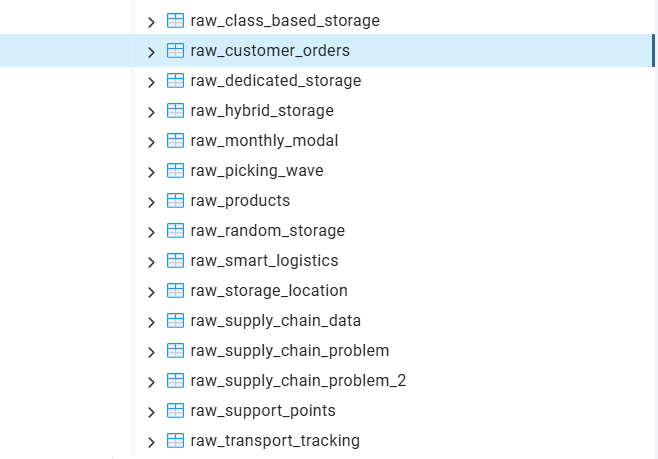 raw_class_based_storage
raw_customer_orders
raw_dedicated_storage
raw_hybrid_storage
raw_monthly_modal
raw_picking_wave
raw_products
raw_random_storage
raw_smart_logistics
raw_storage_location
raw_supply_chain_data
raw_supply_chain_problem
raw_supply_chain_problem_2
raw_support_points
raw_transport_tracking